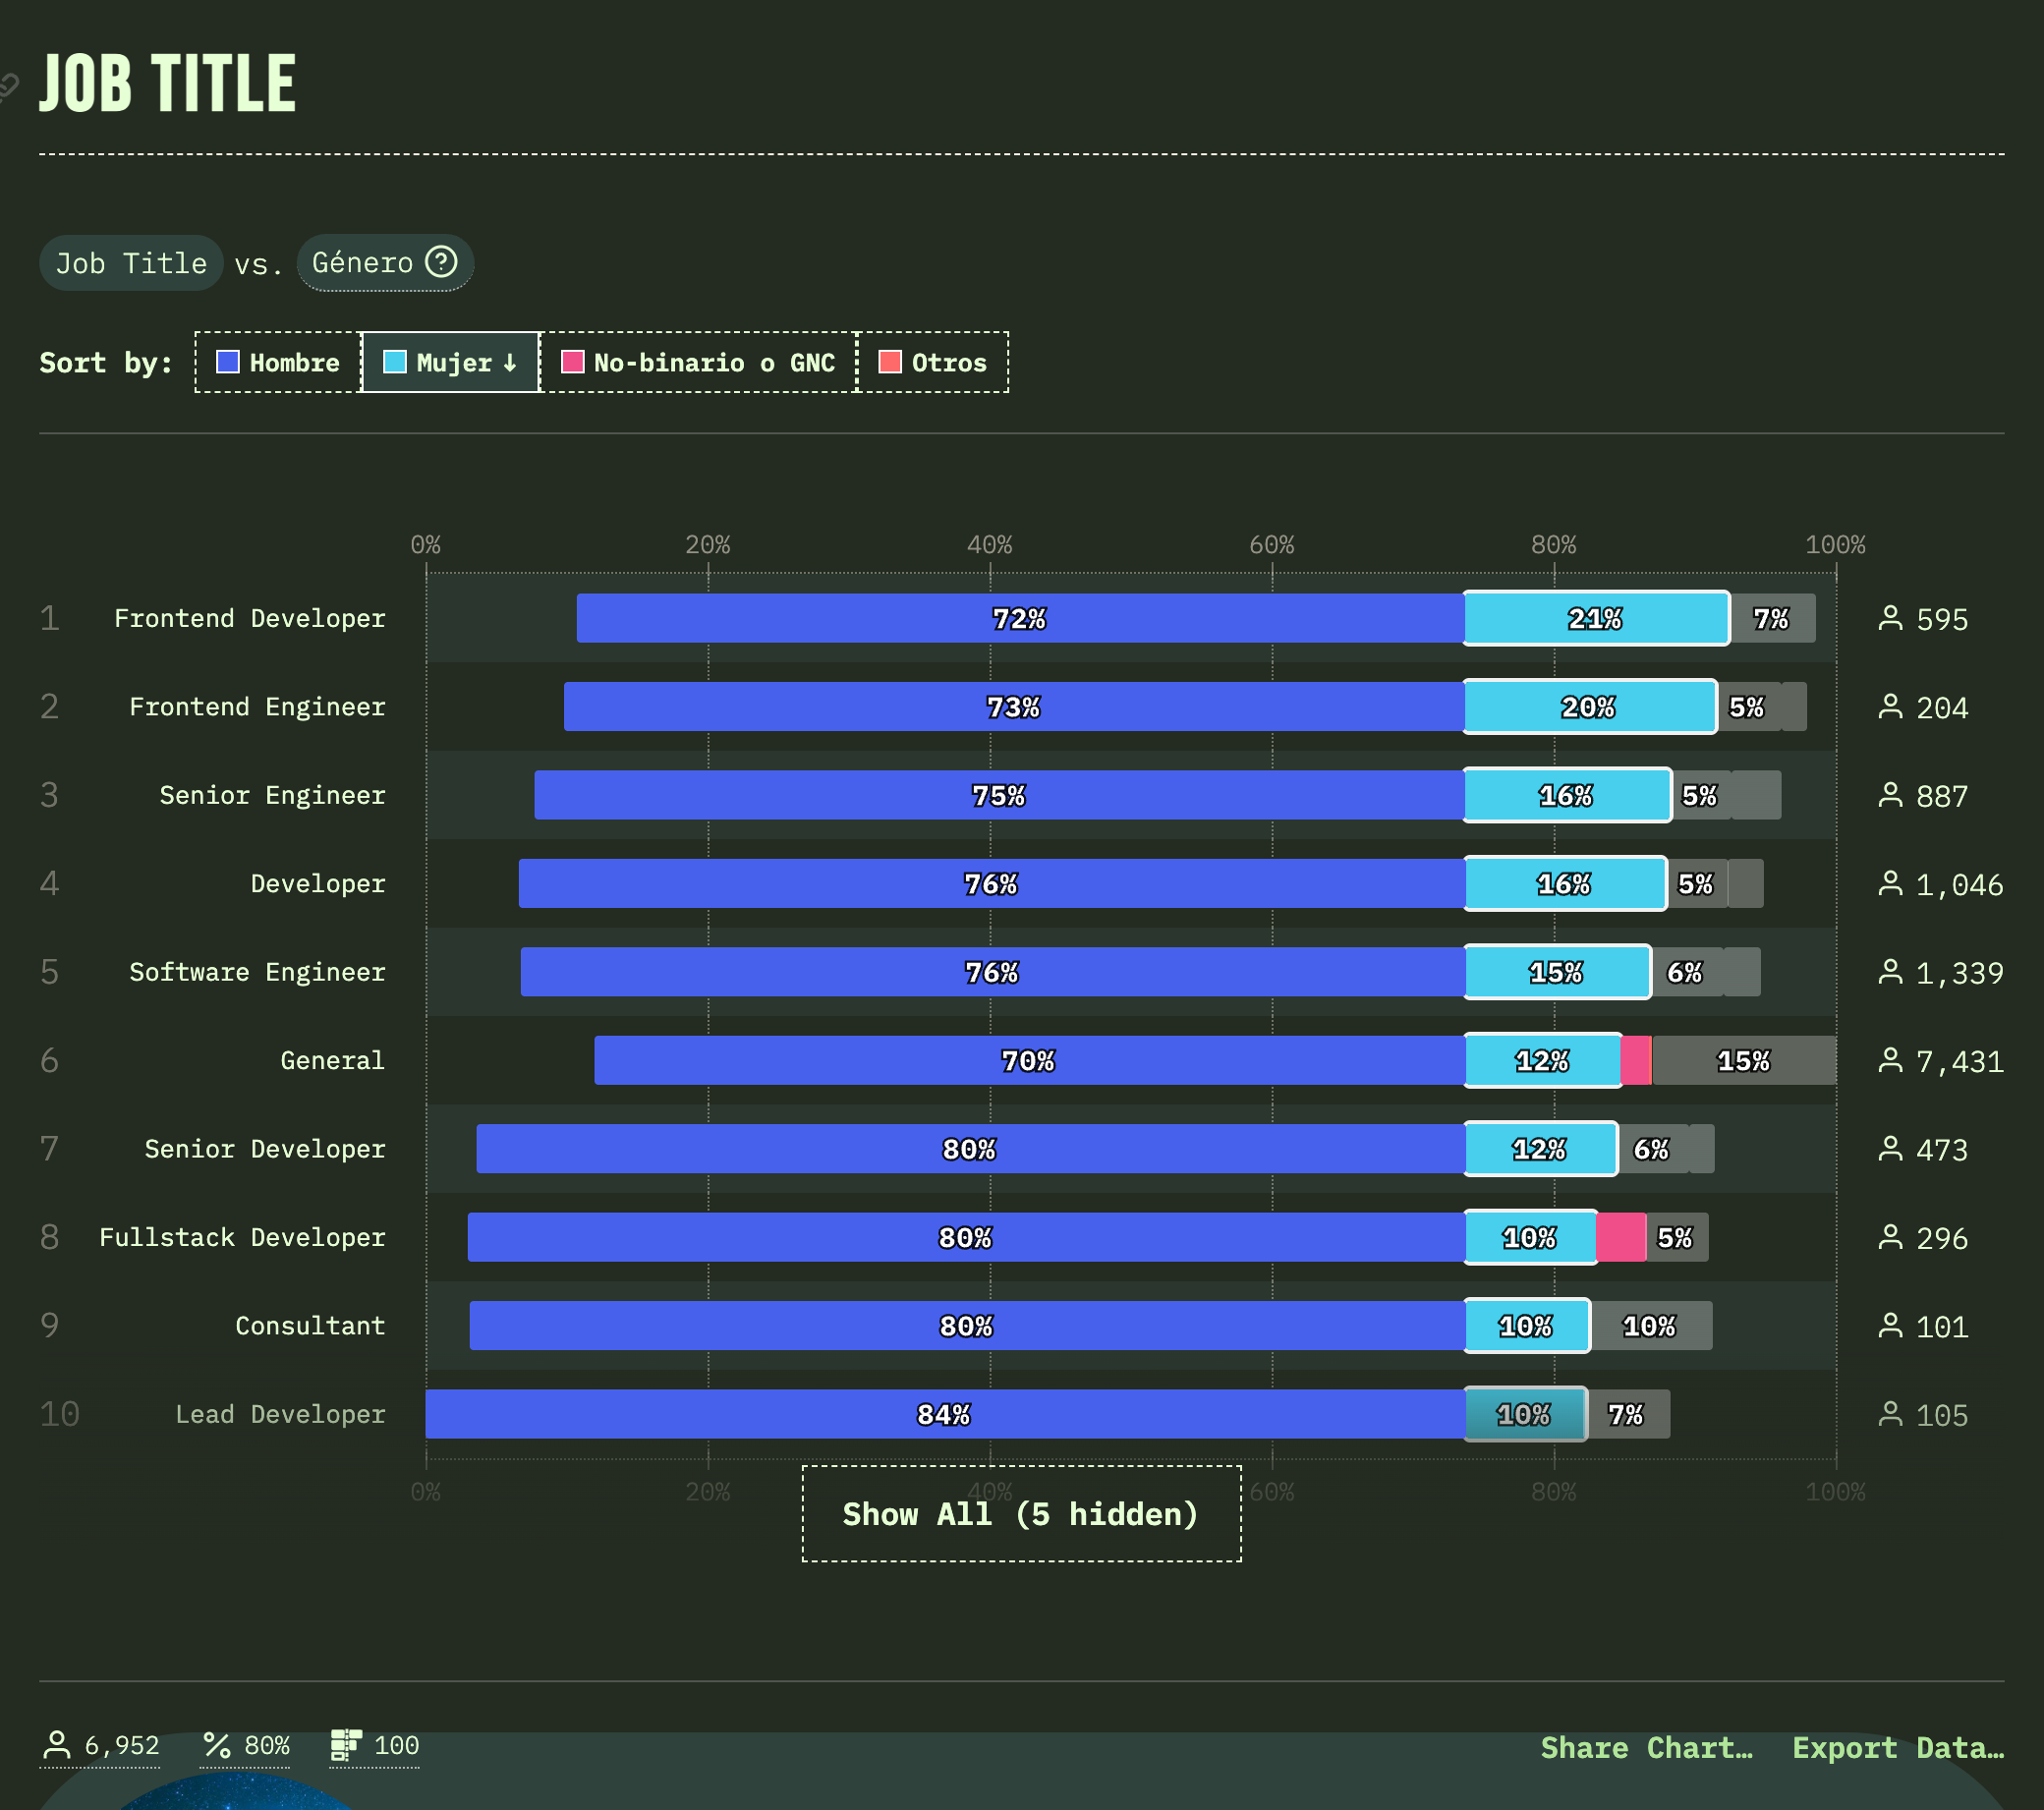 JOB TITLE
Job Title vs. Género ?
Sort by: Hombre Mujer ↓ No-binario o GNC Otros
0% 20% 40% 60% 80% 100%
1 Frontend Developer 72% 21% 7% 595
2 Frontend Engineer 73% 20% 5% 204
3 Senior Engineer 75% 16% 5% 887
4 Developer 76% 16% 5% 1,046
5 Software Engineer 76% 15% 6% 1,339
6 General 70% 12% 15% 7,431
7 Senior Developer 80% 12% 6% 473
8 Fullstack Developer 80% 10% 5% 296
9 Consultant 80% 10% 10% 101
10 Lead Developer 84% 10% 7% 105
0% 20% 40% 60% 80% 100%
Show All (5 hidden)
6,952 % 80% 100 Share Chart… Export Data…